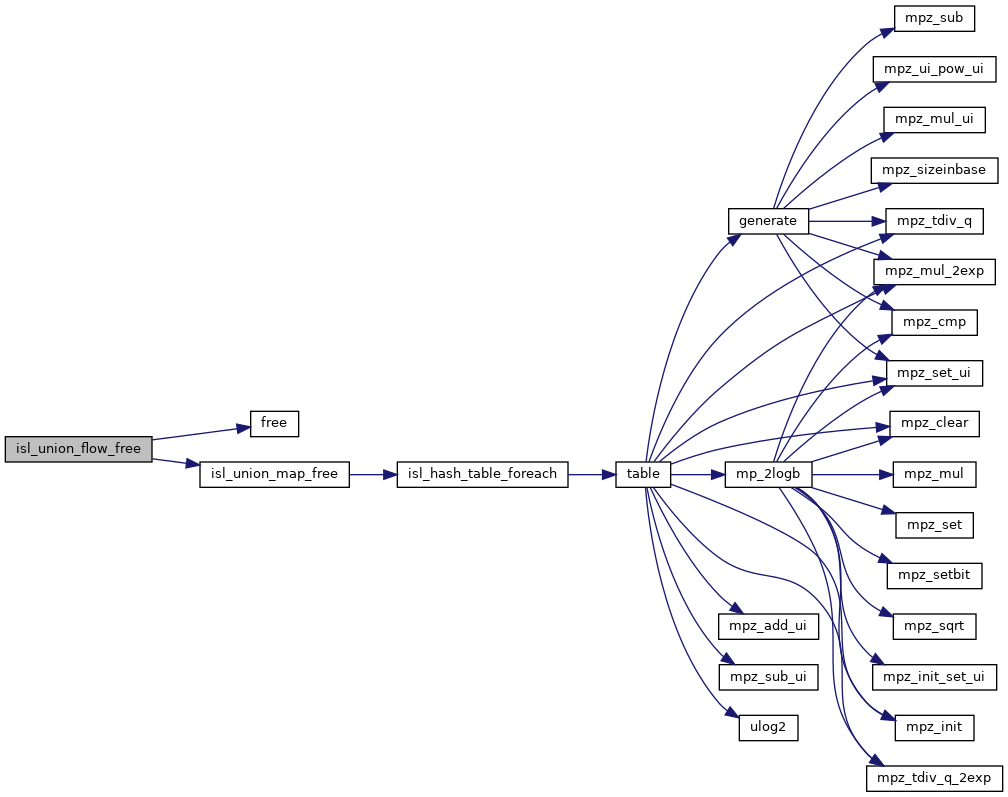 mpz_sub
mpz_ui_pow_ui
mpz_mul_ui
mpz_sizeinbase
generate
mpz_tdiv_q
mpz_mul_2exp
mpz_cmp
mpz_set_ui
free
mpz_clear
isl_union_flow_free
isl_union_map_free
isl_hash_table_foreach
table
mp_2logb
mpz_mul
mpz_set
mpz_setbit
mpz_add_ui
mpz_sqrt
mpz_sub_ui
mpz_init_set_ui
ulog2
mpz_init
mpz_tdiv_q_2exp